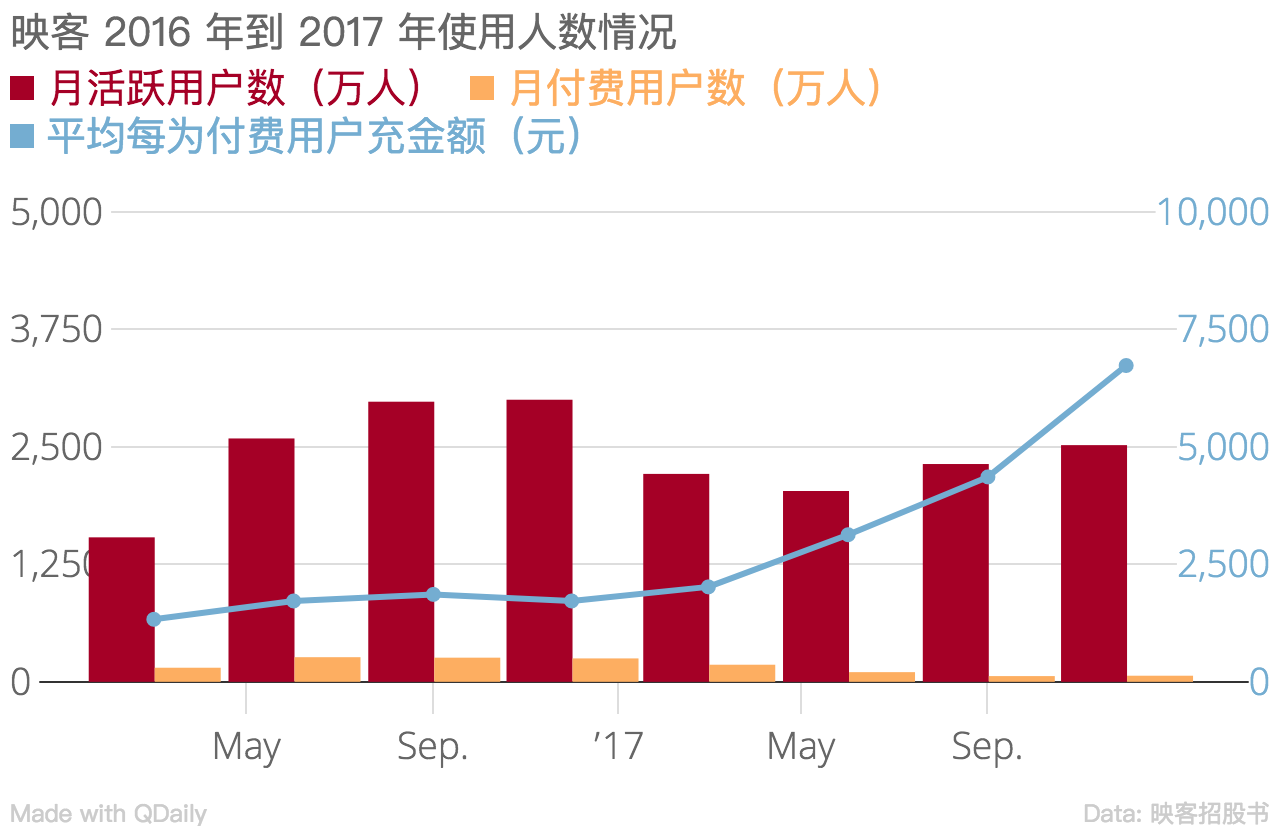 映客 2016 年到 2017 年使用人数情况
月活跃用户数（万人） 月付费用户数（万人）
平均每为付费用户充金额（元）
5,000 10,000
3,750 7,500
2,500 5,000
1,250 2,500
0 0
May Sep. '17 May Sep.
Made with QDaily Data: 映客招股书